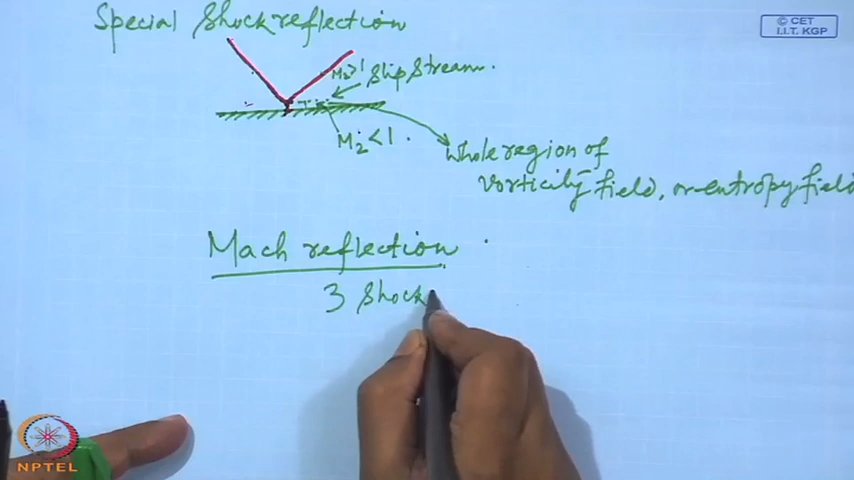 Special Shock reflection
© CET
I.I.T. KGP
M₂>1 Slip Stream.
M₂<1.
Whole region of
vorticity field, or entropy field
Mach reflection.
3 Shock
NPTEL